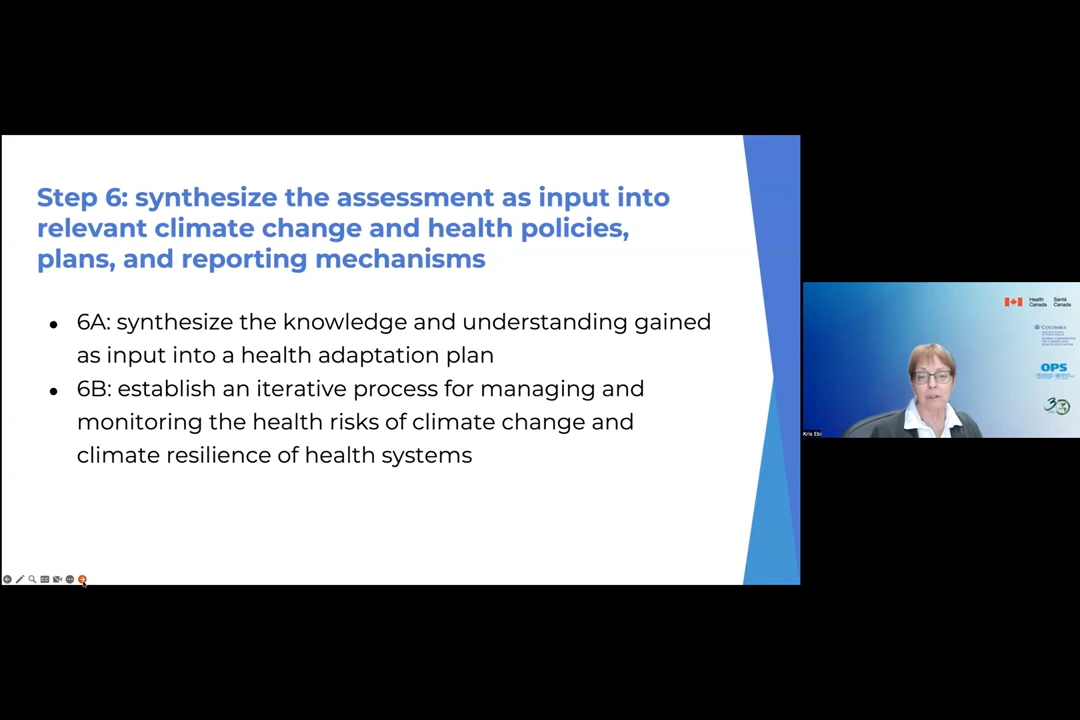 Step 6: synthesize the assessment as input into
relevant climate change and health policies,
plans, and reporting mechanisms
● 6A: synthesize the knowledge and understanding gained
as input into a health adaptation plan
● 6B: establish an iterative process for managing and
monitoring the health risks of climate change and
climate resilience of health systems
Health Santé
Canada Canada
COLUMBIA
OPS
30
Kris Ebi